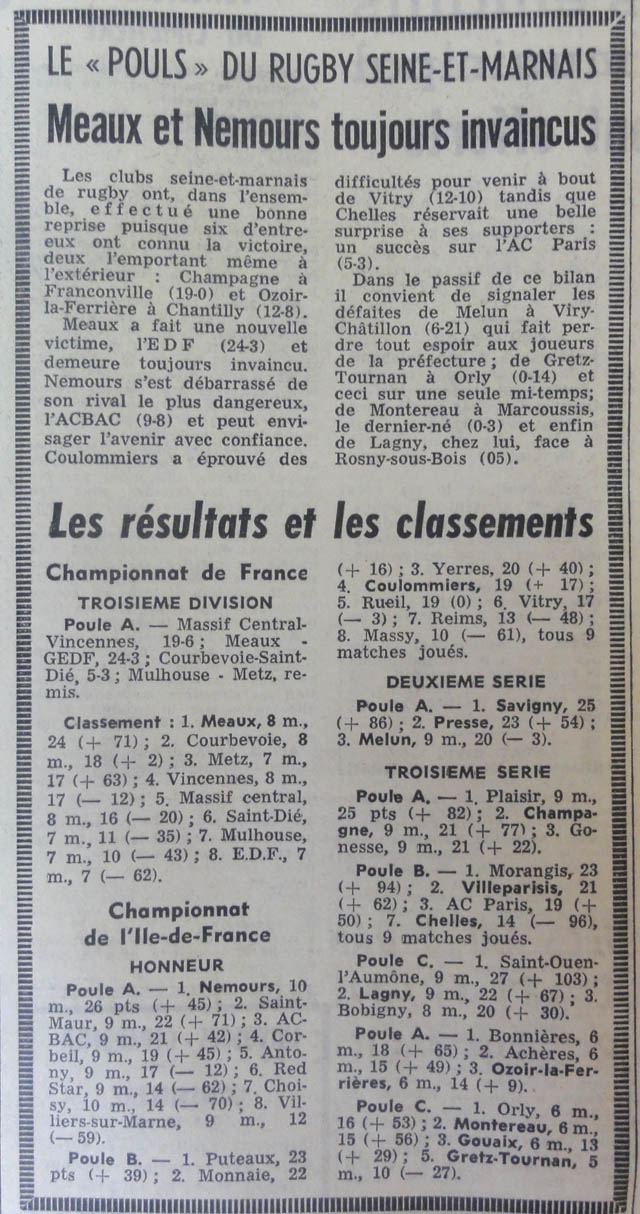 LE « POULS » DU RUGBY SEINE-ET-MARNAIS
Meaux et Nemours toujours invaincus
Les clubs seine-et-marnais
de rugby ont, dans l'ensem-
ble, effectué une bonne
reprise puisque six d'entre-
eux ont connu la victoire,
deux l'emportant même à
l'extérieur : Champagne à
Franconville (19-0) et Ozoir-
la-Ferrière à Chantilly (12-8).
Meaux a fait une nouvelle
victime, l'EDF (24-3) et
demeure toujours invaincu.
Nemours s'est débarrassé de
son rival le plus dangereux,
l'ACBAC (9-8) et peut envi-
sager l'avenir avec confiance.
Coulommiers a éprouvé des
difficultés pour venir à bout
de Vitry (12-10) tandis que
Chelles réservait une belle
surprise à ses supporters :
un succès sur l'AC Paris
(5-3).
Dans le passif de ce bilan
il convient de signaler les
défaites de Melun à Viry-
Châtillon (6-21) qui fait per-
dre tout espoir aux joueurs
de la préfecture ; de Gretz-
Tournan à Orly (0-14) et
ceci sur une seule mi-temps;
de Montereau à Marcoussis,
le dernier-né (0-3) et enfin
de Lagny, chez lui, face à
Rosny-sous-Bois (05).
Les résultats et les classements
Championnat de France
TROISIEME DIVISION
Poule A. — Massif Central-
Vincennes, 19-6 ; Meaux -
GEDF, 24-3 ; Courbevoie-Saint-
Dié, 5-3 ; Mulhouse - Metz, re-
mis.
Classement : 1. Meaux, 8 m.,
24 (+ 71) ; 2. Courbevoie, 8
m., 18 (+ 2) ; 3. Metz, 7 m.,
17 (+ 63) ; 4. Vincennes, 8 m.,
17 (— 12) ; 5. Massif central,
8 m., 16 (— 20) ; 6. Saint-Dié,
7 m., 11 (— 35) ; 7. Mulhouse,
7 m., 10 (— 43) ; 8. E.D.F., 7
m., 7 (— 62).
Championnat
de l'Ile-de-France
HONNEUR
Poule A. — 1. Nemours, 10
m., 26 pts (+ 45) ; 2. Saint-
Maur, 9 m., 22 (+ 71) ; 3. AC-
BAC, 9 m., 21 (+ 42) ; 4. Cor-
beil, 9 m., 19 (+ 45) ; 5. Anto-
ny, 9 m., 17 (— 12) ; 6. Red
Star, 9 m., 14 (— 62) ; 7. Choi-
sy, 10 m., 14 (— 70) ; 8. Vil-
liers-sur-Marne, 9 m., 12
(— 59).
Poule B. — 1. Puteaux, 23
pts (+ 39) ; 2. Monnaie, 22
(+ 16) ; 3. Yerres, 20 (+ 40) ;
4. Coulommiers, 19 (+ 17) ;
5. Rueil, 19 (0) ; 6. Vitry, 17
(— 3) ; 7. Reims, 13 (— 48) ;
8. Massy, 10 (— 61), tous 9
matches joués.
DEUXIEME SERIE
Poule A. — 1. Savigny, 25
(+ 86) ; 2. Presse, 23 (+ 54) ;
3. Melun, 9 m., 20 (— 3).
TROISIEME SERIE
Poule A. — 1. Plaisir, 9 m.,
25 pts (+ 82) ; 2. Champa-
gne, 9 m., 21 (+ 77) ; 3. Go-
nesse, 9 m., 21 (+ 22).
Poule B. — 1. Morangis, 23
(+ 94) ; 2. Villeparisis, 21
(+ 62) ; 3. AC Paris, 19 (+
50) ; 7. Chelles, 14 (— 96),
tous 9 matches joués.
Poule C. — 1. Saint-Ouen-
l'Aumône, 9 m., 27 (+ 103) ;
2. Lagny, 9 m., 22 (+ 67) ; 3.
Bobigny, 8 m., 20 (+ 30).
Poule A. — 1. Bonnières, 6
m., 18 (+ 65) ; 2. Achères, 6
m., 15 (+ 49) ; 3. Ozoir-la-Fer-
rières, 6 m., 14 (+ 9).
Poule C. — 1. Orly, 6 m.,
16 (+ 53) ; 2. Montereau, 6 m.,
15 (+ 56) ; 3. Gouaix, 6 m., 13
(+ 29) ; 5. Gretz-Tournan, 5
m., 10 (— 27).